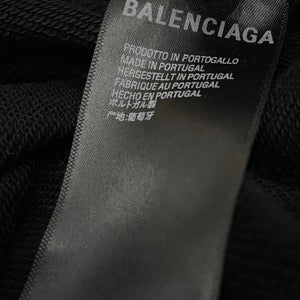 BALENCIAGA
PRODOTTO IN PORTOGALLO
MADE IN PORTUGAL
HERGESTELLT IN PORTUGAL
FABRIQUÉ AU PORTUGAL
HECHO EN PORTUGAL
ポルトガル製
产地:葡萄牙